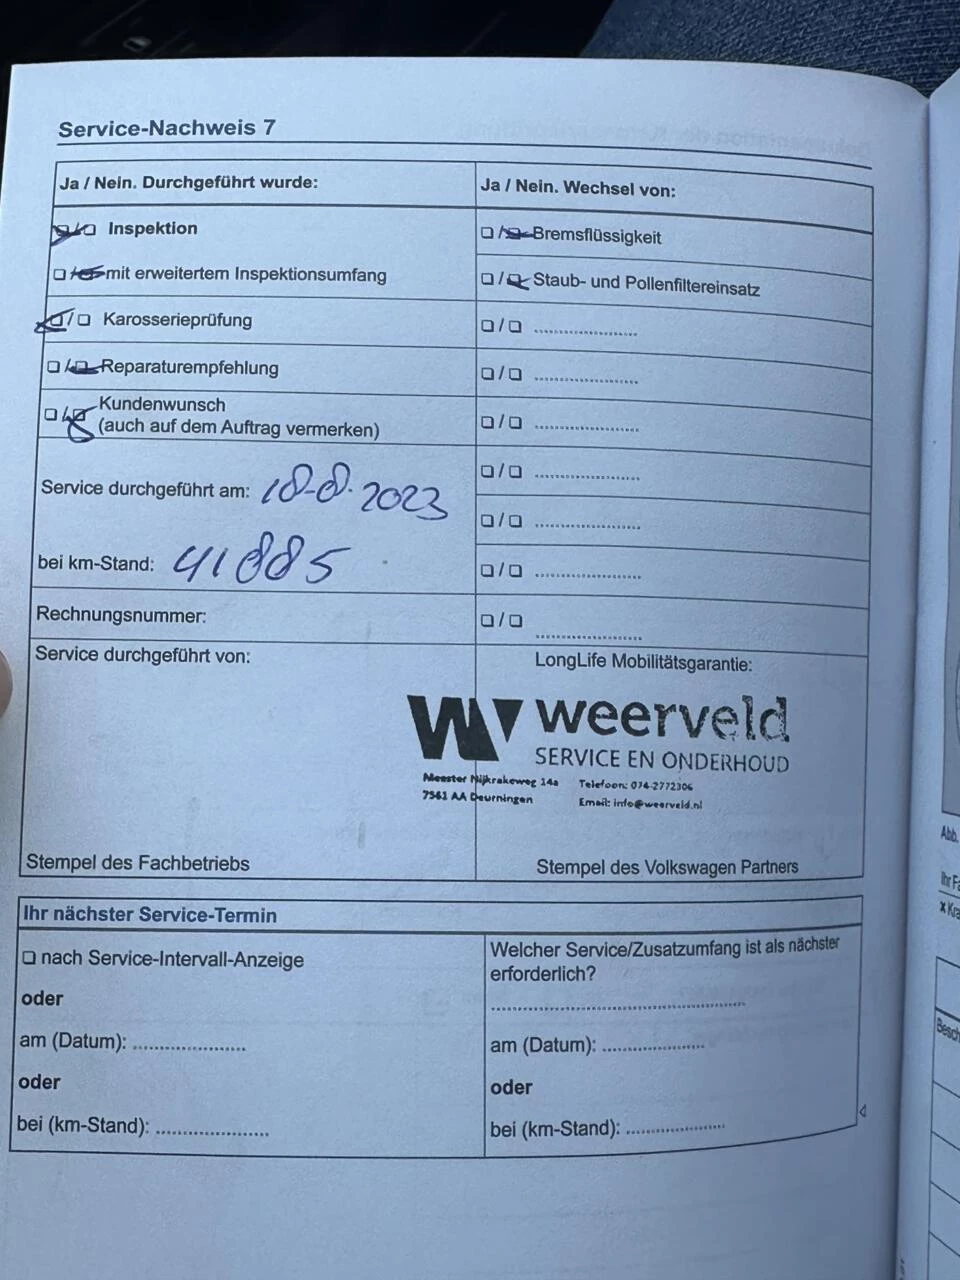 Service-Nachweis 7
Ja / Nein. Durchgeführt wurde:
Inspektion
mit erweitertem Inspektionsumfang
Karosserieprüfung
Reparaturempfehlung
Kundenwunsch
(auch auf dem Auftrag vermerken)
Service durchgeführt am: 18-8-2023
bei km-Stand: 41885
Rechnungsnummer:
Service durchgeführt von:
Stempel des Fachbetriebs
Ja / Nein. Wechsel von:
Bremsflüssigkeit
Staub- und Pollenfiltereinsatz
LongLife Mobilitätsgarantie:
weerveld
SERVICE EN ONDERHOUD
Meester Nijkrakeweg 14a Telefoon: 074-2772306
7561 AA Deurningen Email: info@weerveld.nl
Stempel des Volkswagen Partners
Ihr nächster Service-Termin
nach Service-Intervall-Anzeige
oder
am (Datum):
oder
bei (km-Stand):
Welcher Service/Zusatzumfang ist als nächster
erforderlich?
am (Datum):
oder
bei (km-Stand):
Abb.
Ihr Fa
x Kra
Besch